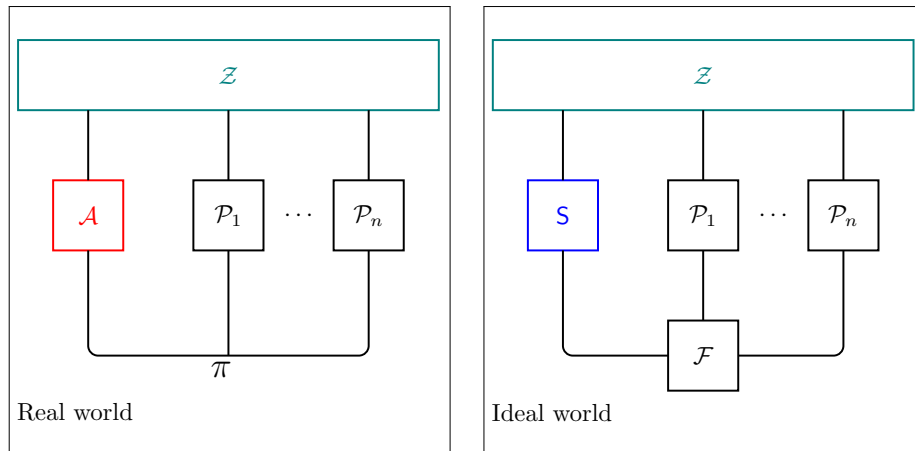 𝒵
𝒜 𝒫₁ ⋯ 𝒫ₙ
π
Real world
𝒵
S 𝒫₁ ⋯ 𝒫ₙ
ℱ
Ideal world